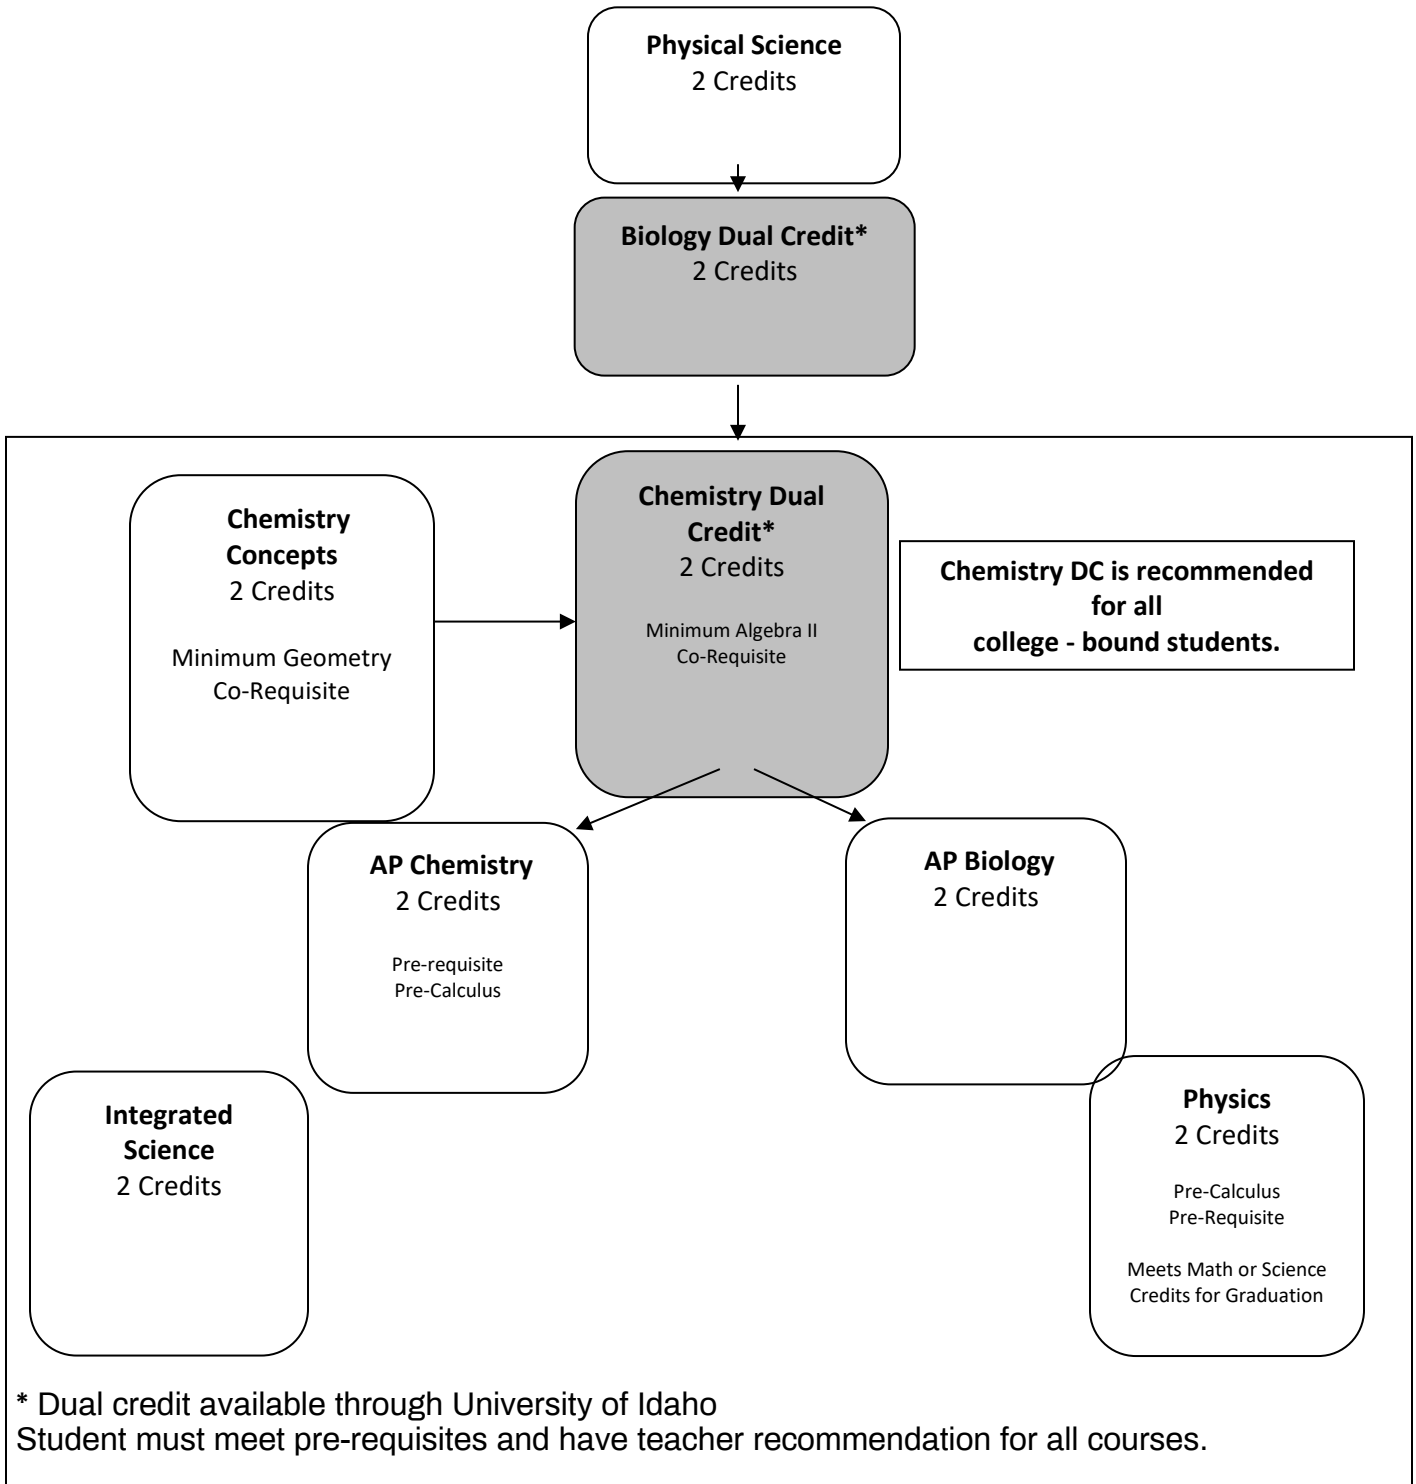 Physical Science
2 Credits
Biology Dual Credit*
2 Credits
Chemistry
Concepts
2 Credits
Minimum Geometry
Co-Requisite
Chemistry Dual
Credit*
2 Credits
Minimum Algebra II
Co-Requisite
Chemistry DC is recommended
for all
college - bound students.
AP Chemistry
2 Credits
Pre-requisite
Pre-Calculus
AP Biology
2 Credits
Integrated
Science
2 Credits
Physics
2 Credits
Pre-Calculus
Pre-Requisite
Meets Math or Science
Credits for Graduation
* Dual credit available through University of Idaho
Student must meet pre-requisites and have teacher recommendation for all courses.